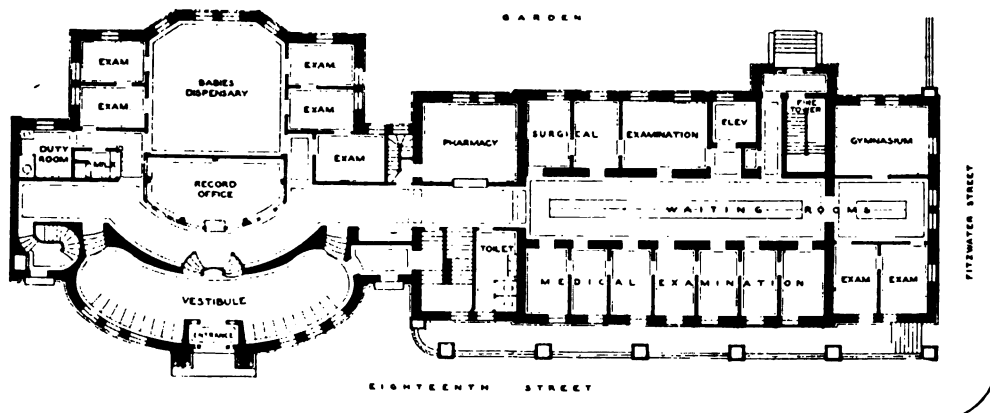 GARDEN
EXAM
EXAM
BABIES
DISPENSARY
EXAM
EXAM
DUTY
ROOM
RECORD
OFFICE
EXAM
PHARMACY
SURGICAL EXAMINATION
ELEV
FIRE
TOWER
GYMNASIUM
WAITING ROOMS
TOILET
VESTIBULE
ENTRANCE
MEDICAL EXAMINATION
EXAM
EXAM
FITZWATER STREET
EIGHTEENTH STREET